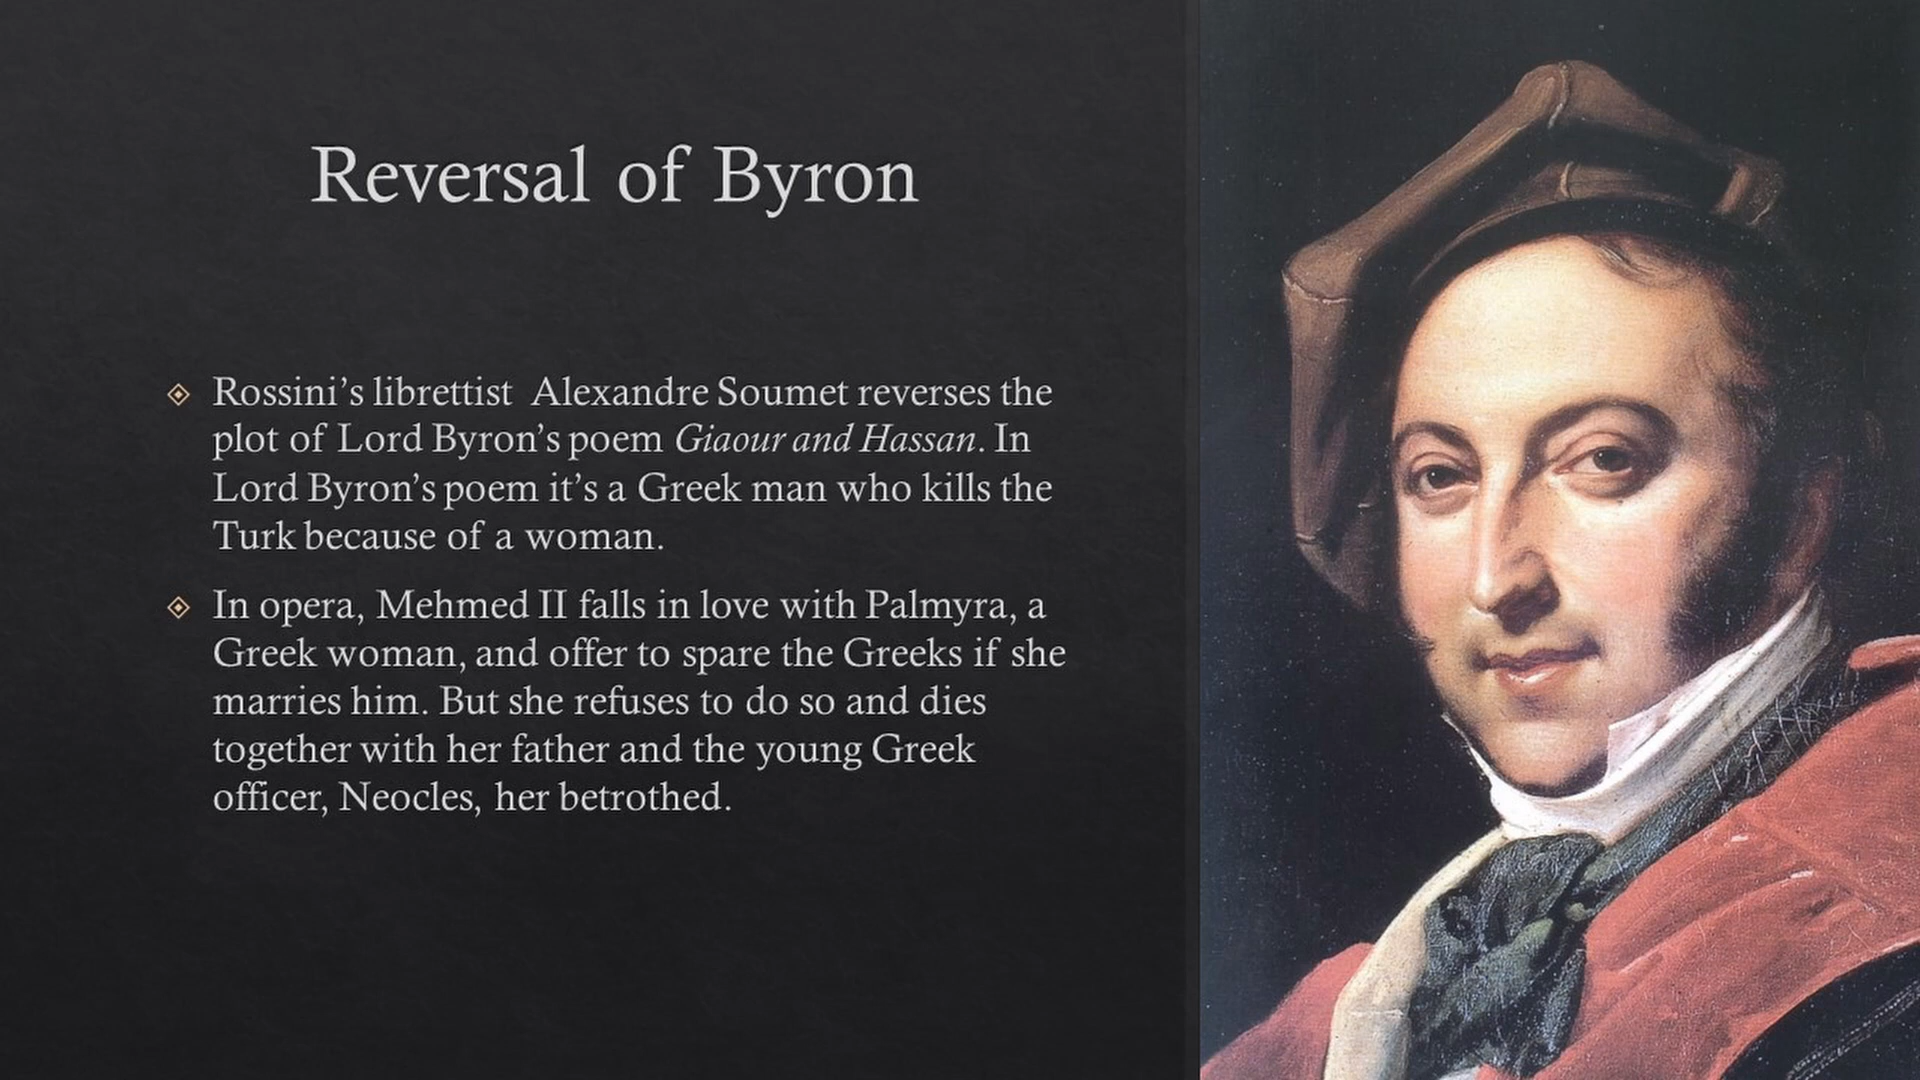 Reversal of Byron
Rossini’s librettist  Alexandre Soumet reverses the
plot of Lord Byron’s poem Giaour and Hassan. In
Lord Byron’s poem it’s a Greek man who kills the
Turk because of a woman.
In opera, Mehmed II falls in love with Palmyra, a
Greek woman, and offer to spare the Greeks if she
marries him. But she refuses to do so and dies
together with her father and the young Greek
officer, Neocles, her betrothed.